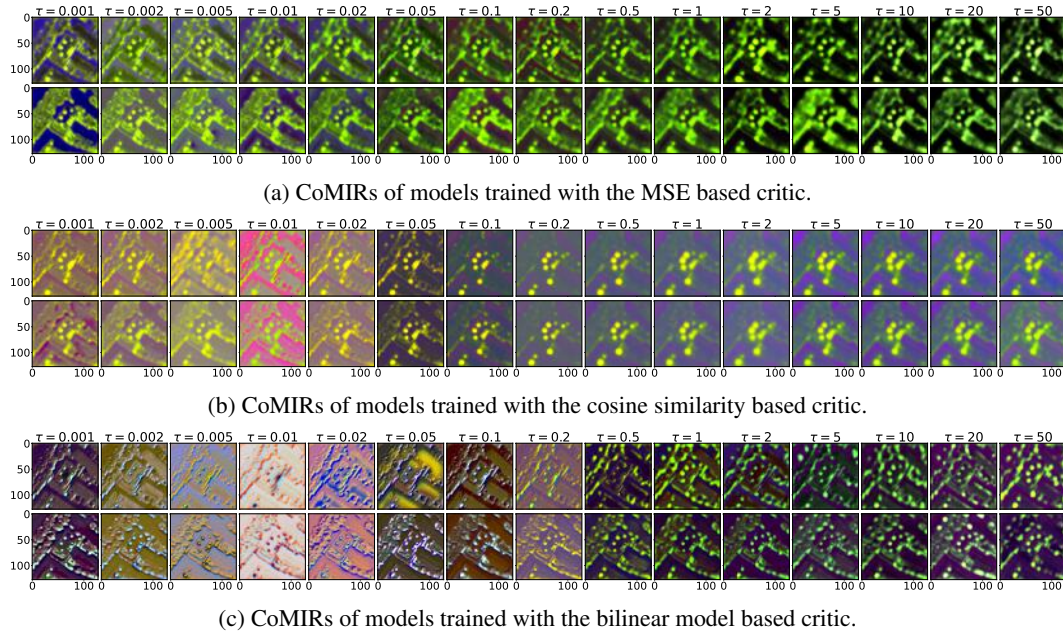 τ = 0.001 τ = 0.002 τ = 0.005 τ = 0.01 τ = 0.02 τ = 0.05 τ = 0.1 τ = 0.2 τ = 0.5 τ = 1 τ = 2 τ = 5 τ = 10 τ = 20 τ = 50
0
50
100
0
50
100
0 100 0 100 0 100 0 100 0 100 0 100 0 100 0 100 0 100 0 100 0 100 0 100 0 100 0 100 0 100
(a) CoMIRs of models trained with the MSE based critic.
τ = 0.001 τ = 0.002 τ = 0.005 τ = 0.01 τ = 0.02 τ = 0.05 τ = 0.1 τ = 0.2 τ = 0.5 τ = 1 τ = 2 τ = 5 τ = 10 τ = 20 τ = 50
0
50
100
0
50
100
0 100 0 100 0 100 0 100 0 100 0 100 0 100 0 100 0 100 0 100 0 100 0 100 0 100 0 100 0 100
(b) CoMIRs of models trained with the cosine similarity based critic.
τ = 0.001 τ = 0.002 τ = 0.005 τ = 0.01 τ = 0.02 τ = 0.05 τ = 0.1 τ = 0.2 τ = 0.5 τ = 1 τ = 2 τ = 5 τ = 10 τ = 20 τ = 50
0
50
100
0
50
100
0 100 0 100 0 100 0 100 0 100 0 100 0 100 0 100 0 100 0 100 0 100 0 100 0 100 0 100 0 100
(c) CoMIRs of models trained with the bilinear model based critic.